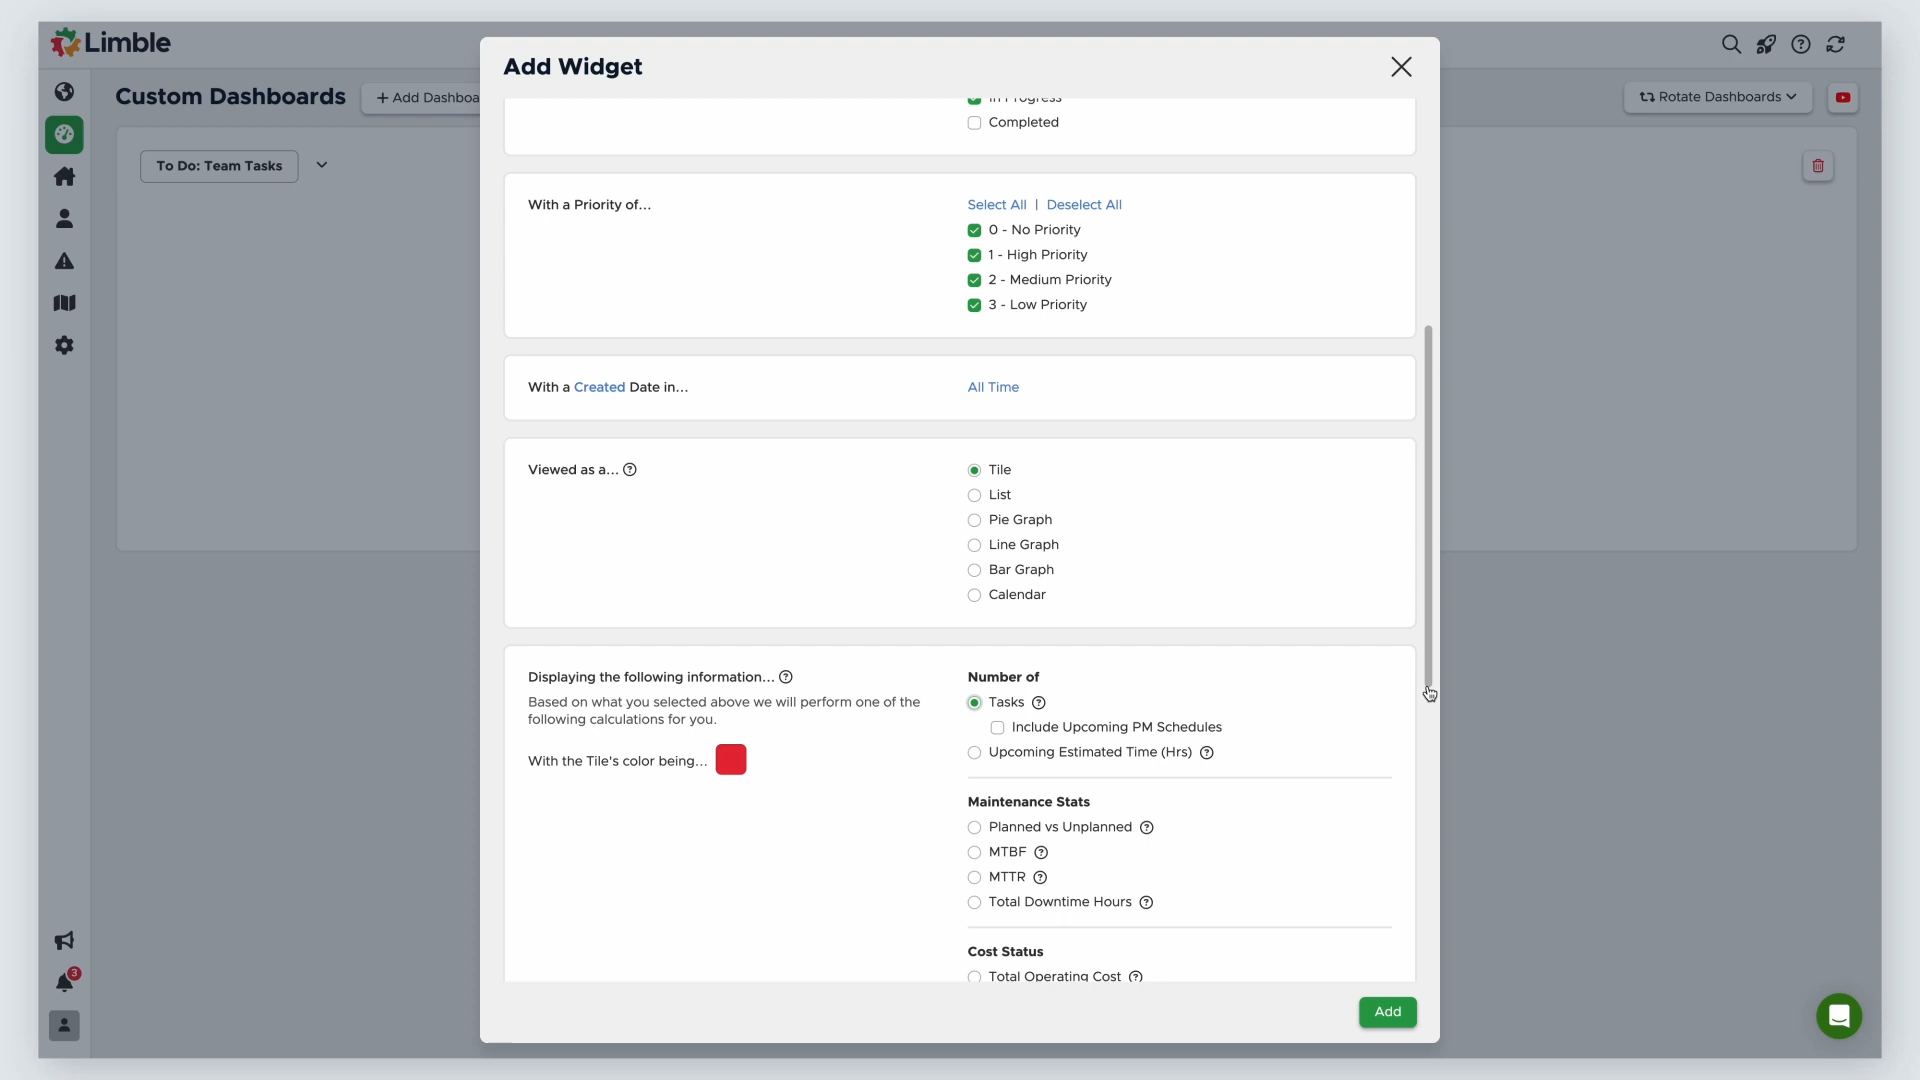 Limble
Add Widget
Custom Dashboards
+ Add Dashboa
Rotate Dashboards
To Do: Team Tasks
In Progress
Completed
With a Priority of...
Select All | Deselect All
0 - No Priority
1 - High Priority
2 - Medium Priority
3 - Low Priority
With a Created Date in...
All Time
Viewed as a...
Tile
List
Pie Graph
Line Graph
Bar Graph
Calendar
Displaying the following information...
Based on what you selected above we will perform one of the
following calculations for you.
With the Tile's color being...
Number of
Tasks
Include Upcoming PM Schedules
Upcoming Estimated Time (Hrs)
Maintenance Stats
Planned vs Unplanned
MTBF
MTTR
Total Downtime Hours
Cost Status
Total Operating Cost
3
Add